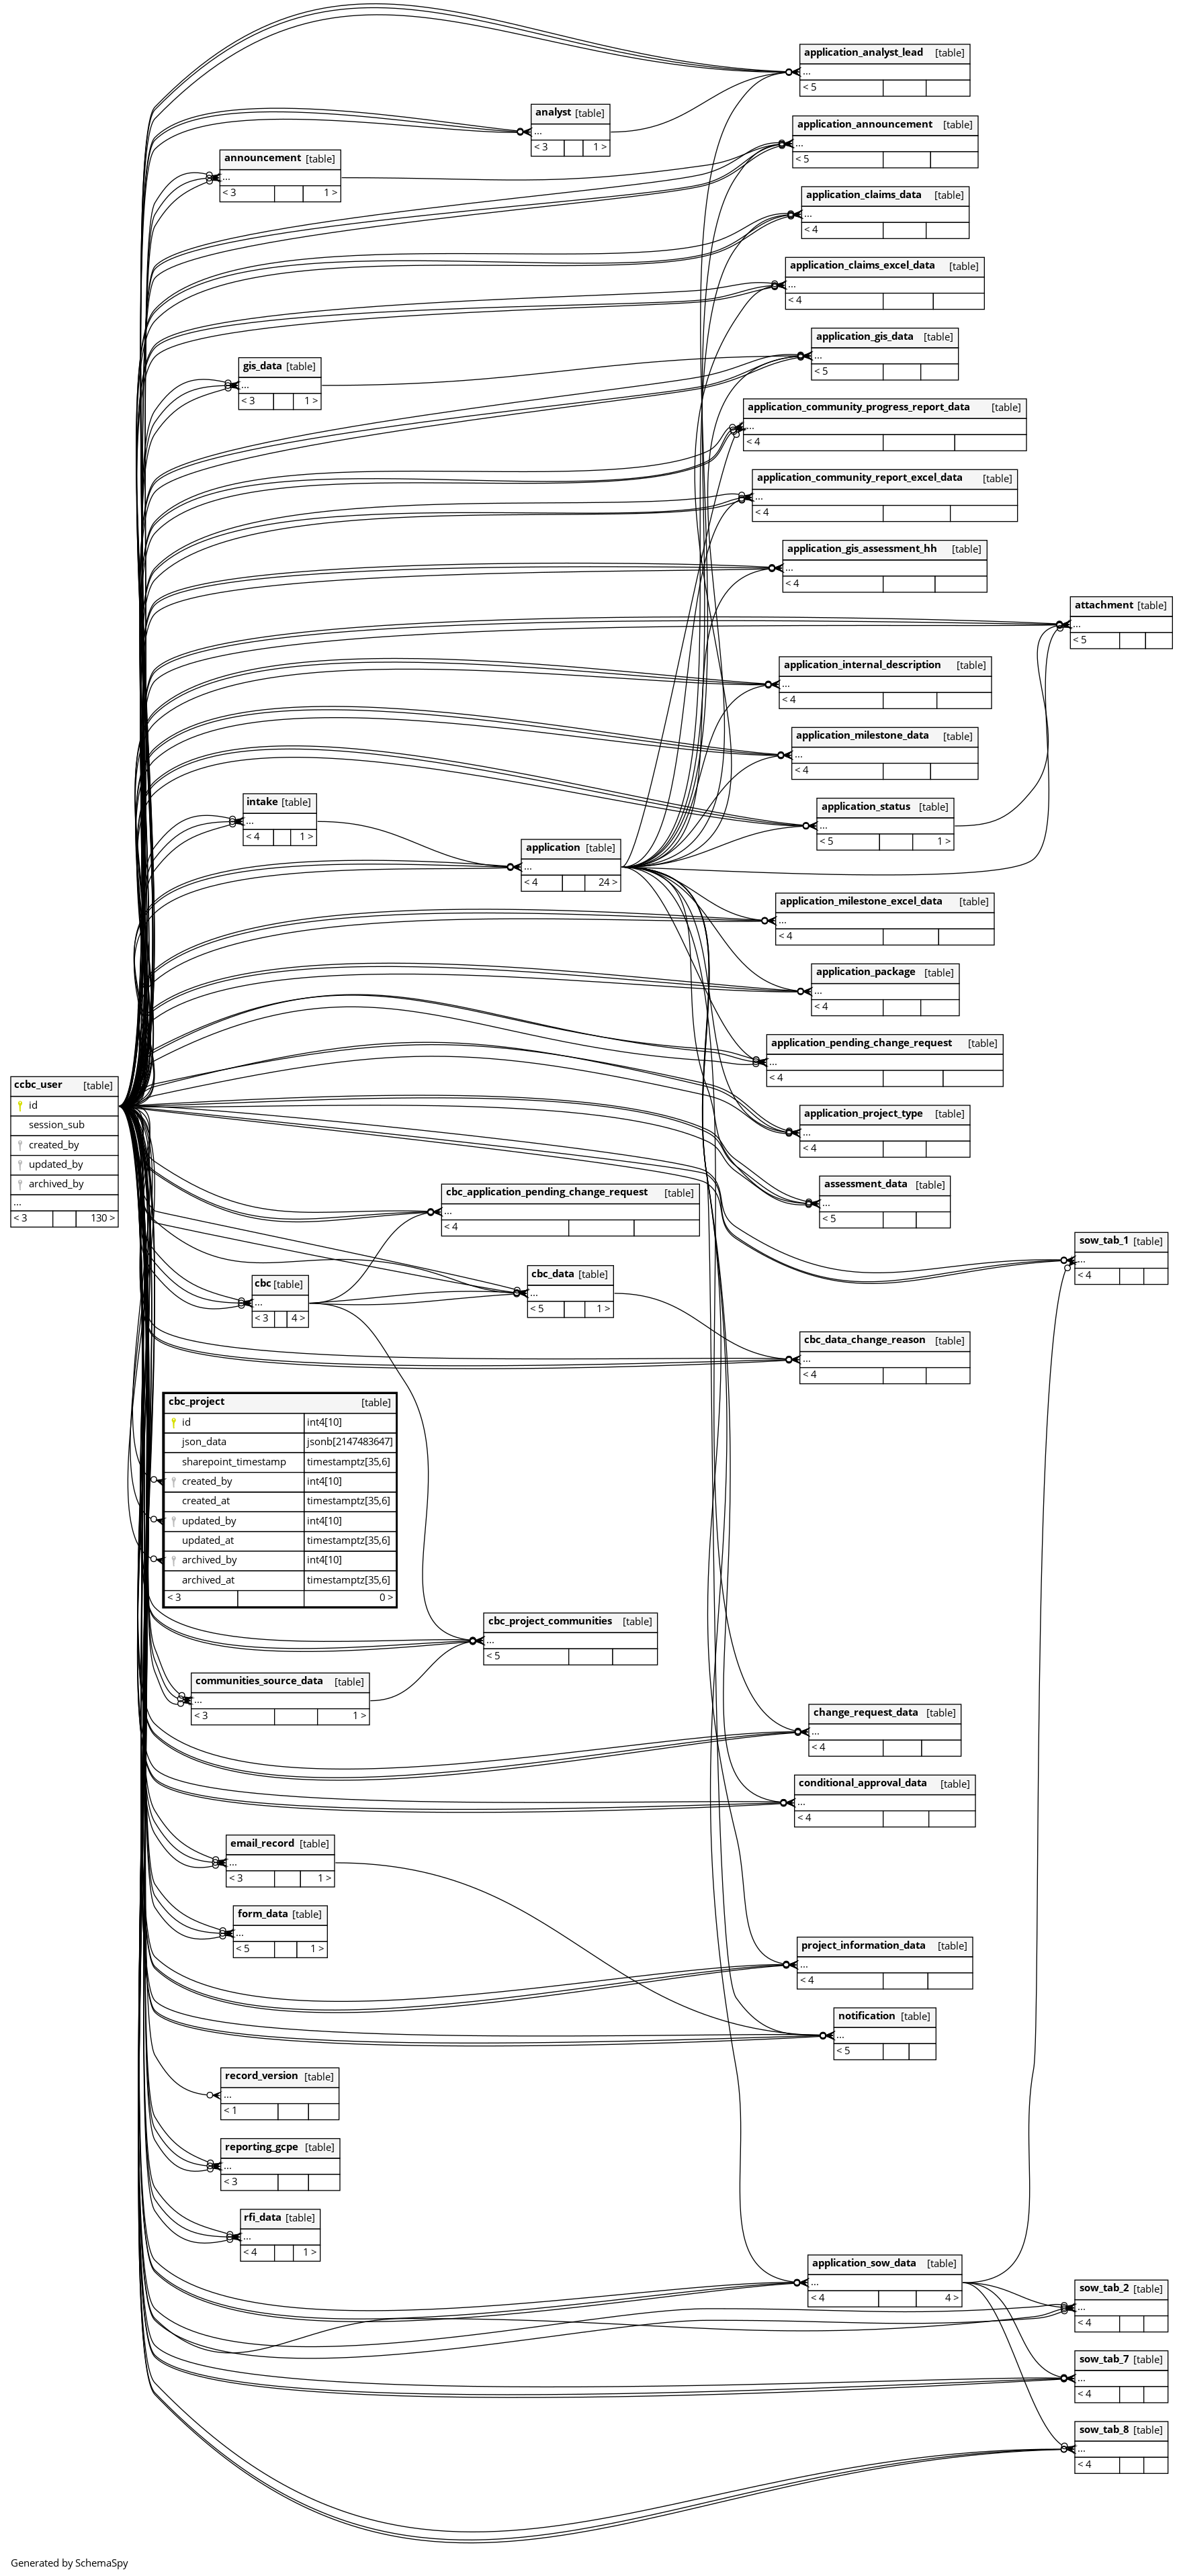 application_analyst_lead [table]
...
< 5
analyst [table]
...
< 3 1 >
application_announcement [table]
...
< 5
announcement [table]
...
< 3 1 >
application_claims_data [table]
...
< 4
application_claims_excel_data [table]
...
< 4
application_gis_data [table]
...
< 5
gis_data [table]
...
< 3 1 >
application_community_progress_report_data [table]
...
< 4
application_community_report_excel_data [table]
...
< 4
application_gis_assessment_hh [table]
...
< 4
attachment [table]
...
< 5
application_internal_description [table]
...
< 4
application_milestone_data [table]
...
< 4
intake [table]
...
< 4 1 >
application_status [table]
...
< 5 1 >
application [table]
...
< 4 24 >
application_milestone_excel_data [table]
...
< 4
application_package [table]
...
< 4
application_pending_change_request [table]
...
< 4
ccbc_user [table]
id
session_sub
created_by
updated_by
archived_by
...
< 3 130 >
application_project_type [table]
...
< 4
assessment_data [table]
...
< 5
cbc_application_pending_change_request [table]
...
< 4
sow_tab_1 [table]
...
< 4
cbc_data [table]
...
< 5 1 >
cbc [table]
...
< 3 4 >
cbc_data_change_reason [table]
...
< 4
cbc_project [table]
id int4[10]
json_data jsonb[2147483647]
sharepoint_timestamp timestamptz[35,6]
created_by int4[10]
created_at timestamptz[35,6]
updated_by int4[10]
updated_at timestamptz[35,6]
archived_by int4[10]
archived_at timestamptz[35,6]
< 3 0 >
cbc_project_communities [table]
...
< 5
communities_source_data [table]
...
< 3 1 >
change_request_data [table]
...
< 4
conditional_approval_data [table]
...
< 4
email_record [table]
...
< 3 1 >
form_data [table]
...
< 5 1 >
project_information_data [table]
...
< 4
notification [table]
...
< 5
record_version [table]
...
< 1
reporting_gcpe [table]
...
< 3
rfi_data [table]
...
< 4 1 >
application_sow_data [table]
...
< 4 4 >
sow_tab_2 [table]
...
< 4
sow_tab_7 [table]
...
< 4
sow_tab_8 [table]
...
< 4
Generated by SchemaSpy